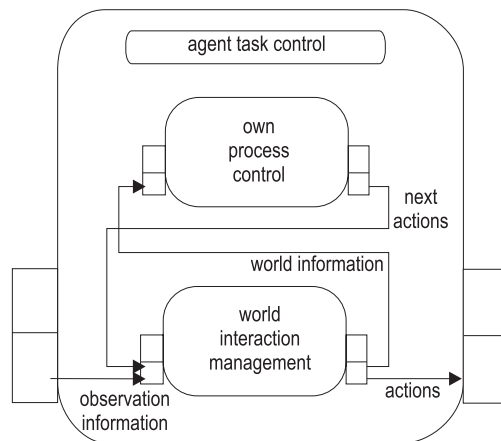 agent task control
own
process
control
next
actions
world information
world
interaction
management
actions
observation
information